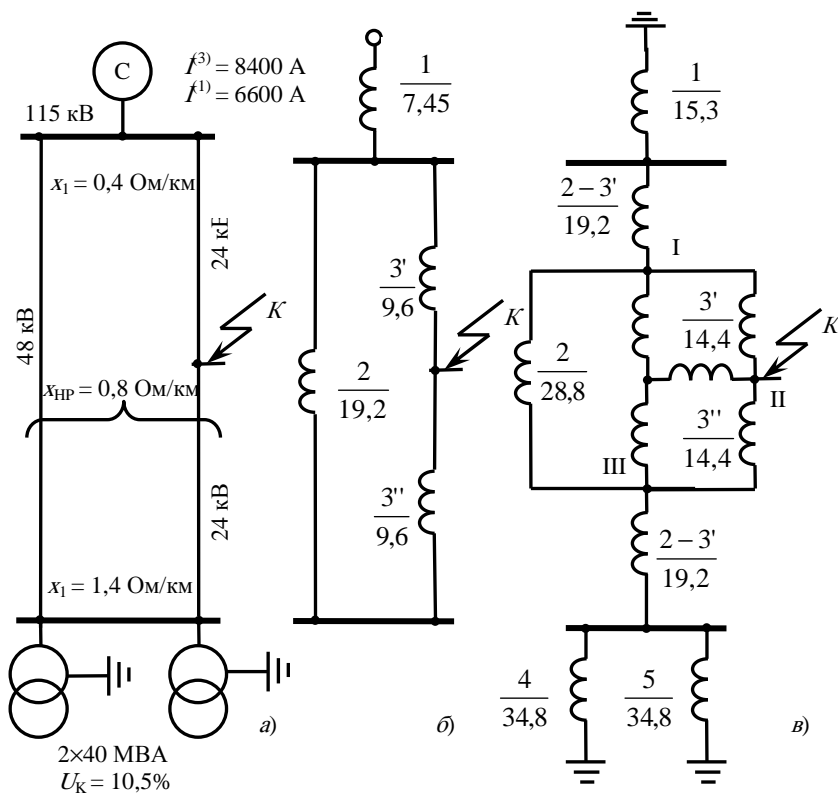 С
I⁽³⁾ = 8400 А
I⁽¹⁾ = 6600 А
115 кВ
x₁ = 0,4 Ом/км
24 кЕ
К
48 кВ
xНР = 0,8 Ом/км
24 кВ
x₁ = 1,4 Ом/км
2×40 МВА
UК = 10,5%
а)
1
7,45
3'
9,6
К
2
19,2
3''
9,6
б)
1
15,3
2 – 3'
19,2
I
3'
14,4
К
2
28,8
II
3''
14,4
III
2 – 3'
19,2
4
34,8
5
34,8
в)